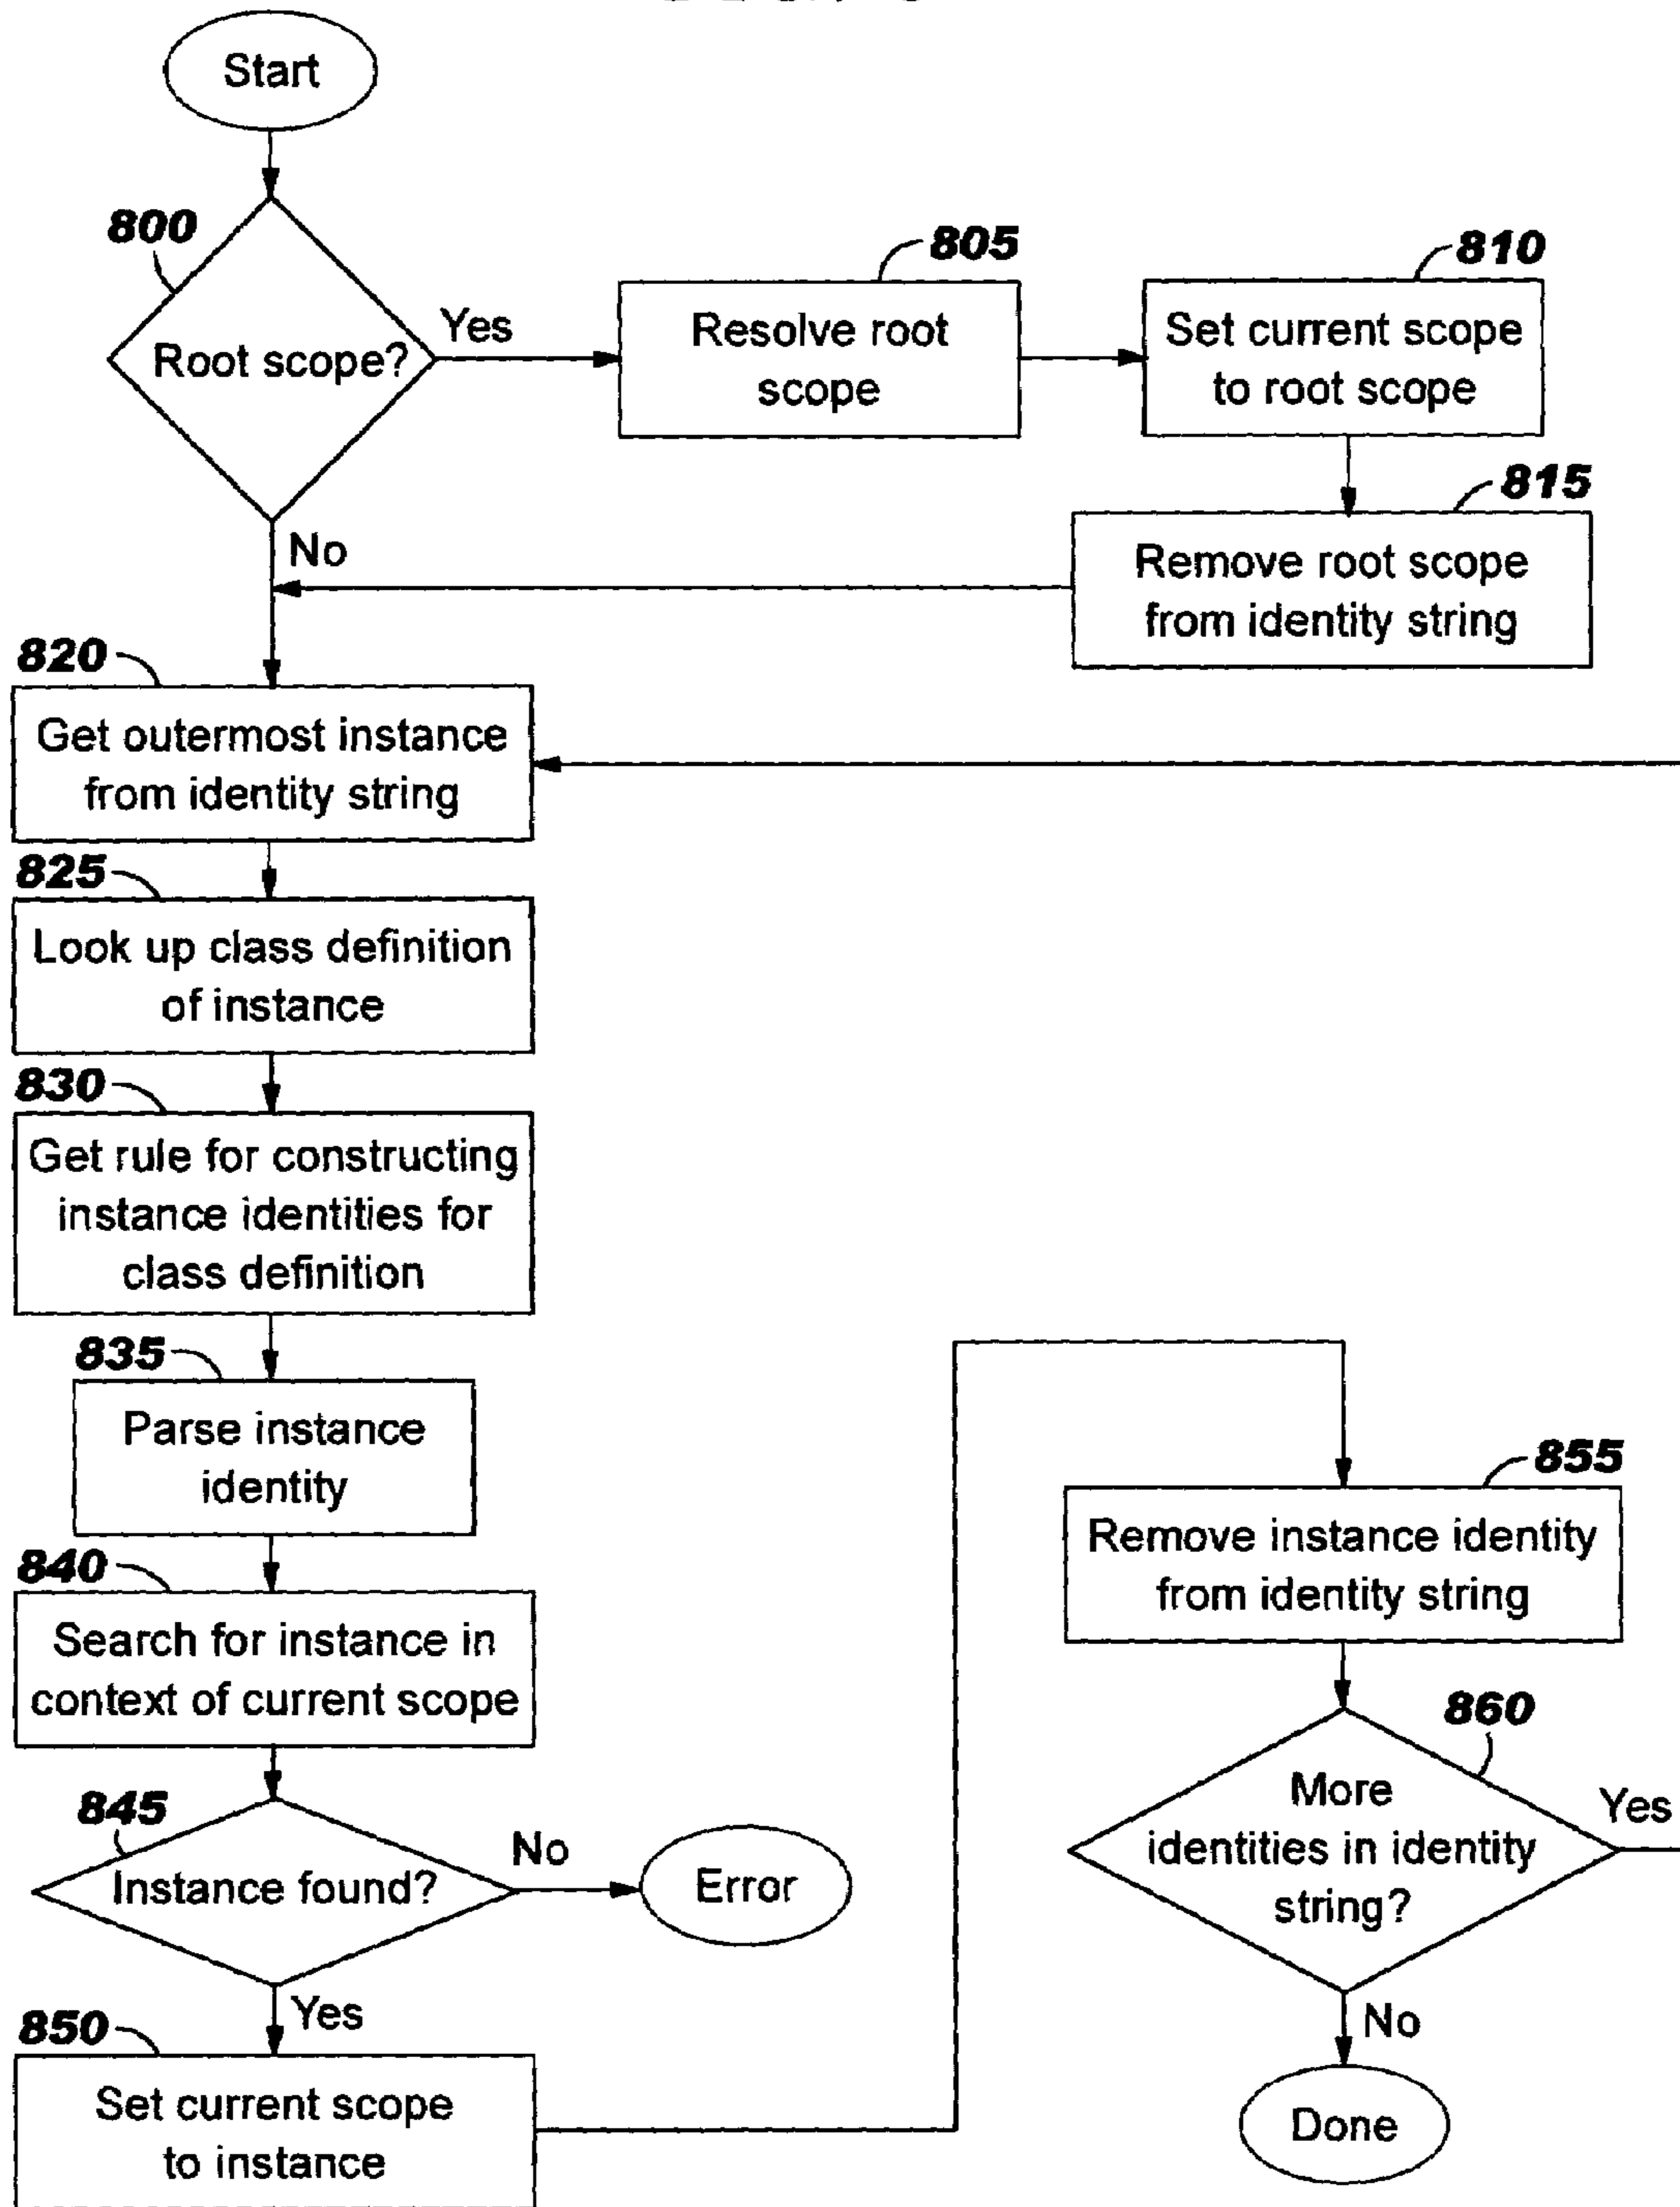 Start
800
Root scope?
Yes
805
Resolve root
scope
810
Set current scope
to root scope
815
Remove root scope
from identity string
No
820
Get outermost instance
from identity string
825
Look up class definition
of instance
830
Get rule for constructing
instance identities for
class definition
835
Parse instance
identity
840
Search for instance in
context of current scope
845
Instance found?
No
Error
Yes
850
Set current scope
to instance
855
Remove instance identity
from identity string
860
More
identities in identity
string?
Yes
No
Done